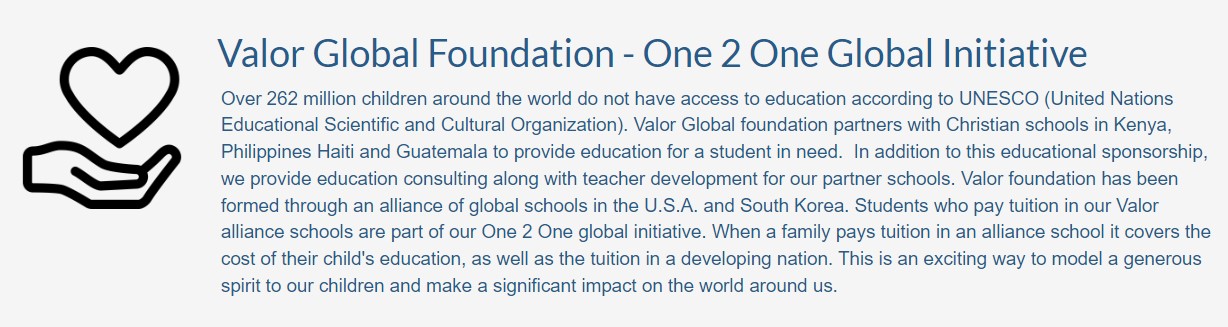 Valor Global Foundation - One 2 One Global Initiative
Over 262 million children around the world do not have access to education according to UNESCO (United Nations
Educational Scientific and Cultural Organization). Valor Global foundation partners with Christian schools in Kenya,
Philippines Haiti and Guatemala to provide education for a student in need.  In addition to this educational sponsorship,
we provide education consulting along with teacher development for our partner schools. Valor foundation has been
formed through an alliance of global schools in the U.S.A. and South Korea. Students who pay tuition in our Valor
alliance schools are part of our One 2 One global initiative. When a family pays tuition in an alliance school it covers the
cost of their child's education, as well as the tuition in a developing nation. This is an exciting way to model a generous
spirit to our children and make a significant impact on the world around us.